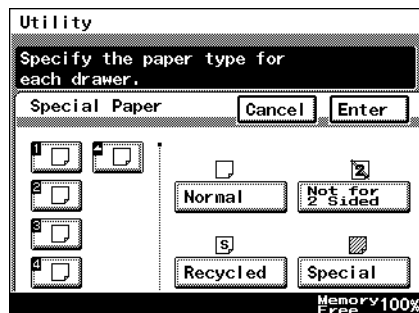 Utility
Specify the paper type for
each drawer.
Special Paper
Cancel
Enter
1
2
3
4
Normal
2
Not for
2 Sided
S
Recycled
Special
Memory
Free
100%